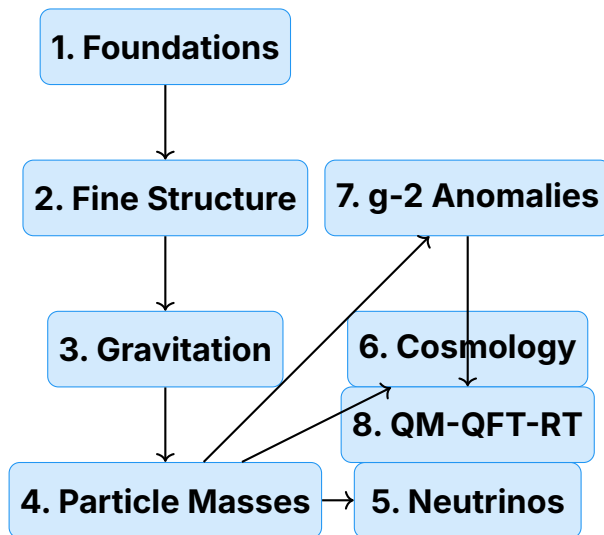 1. Foundations
2. Fine Structure
7. g-2 Anomalies
3. Gravitation
6. Cosmology
8. QM-QFT-RT
4. Particle Masses
5. Neutrinos